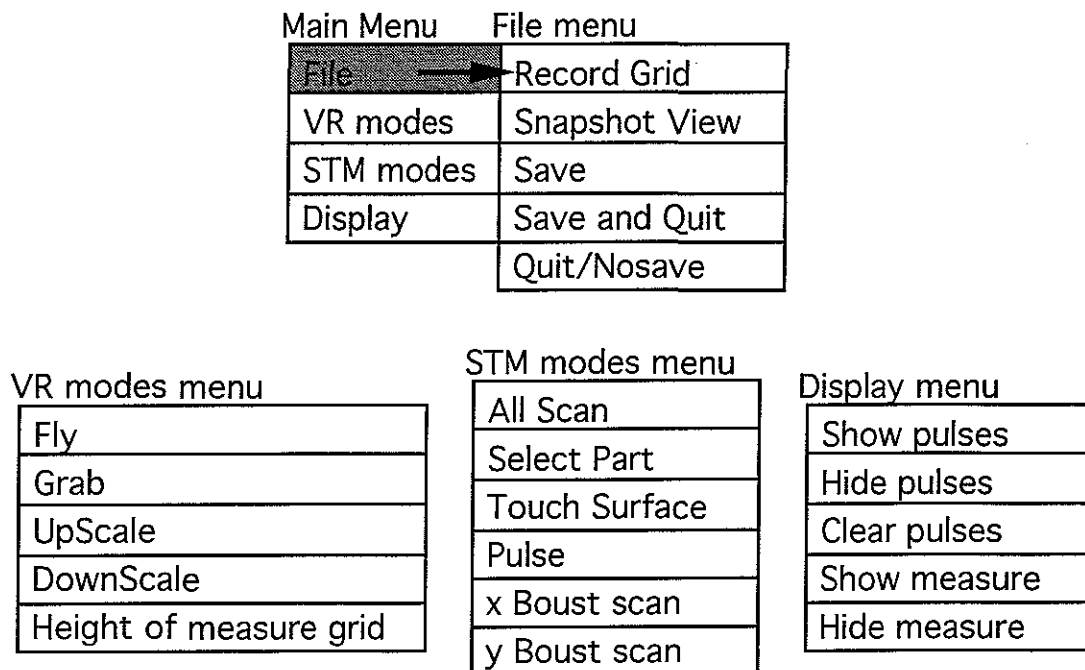 Main Menu File menu
File Record Grid
VR modes Snapshot View
STM modes Save
Display Save and Quit
Quit/Nosave
VR modes menu
Fly
Grab
UpScale
DownScale
Height of measure grid
STM modes menu
All Scan
Select Part
Touch Surface
Pulse
x Boust scan
y Boust scan
Display menu
Show pulses
Hide pulses
Clear pulses
Show measure
Hide measure